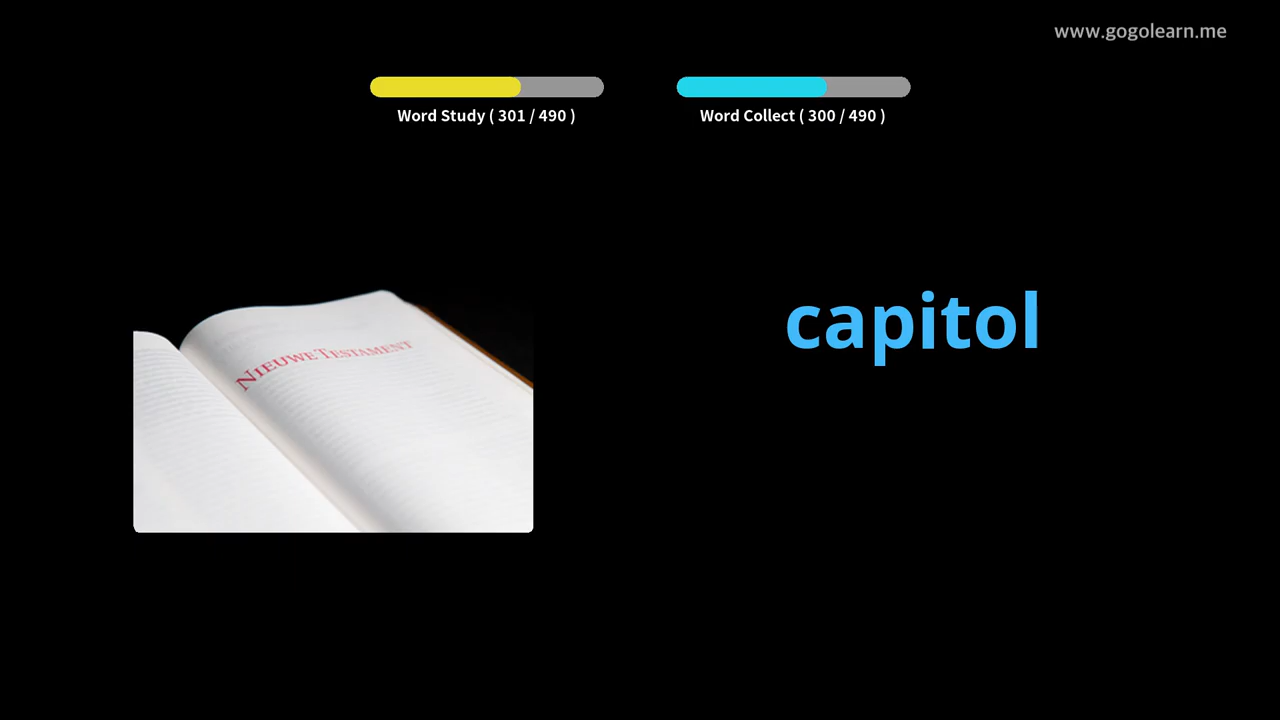 www.gogolearn.me
Word Study ( 301 / 490 )
Word Collect ( 300 / 490 )
NIEUWE TESTAMENT
capitol